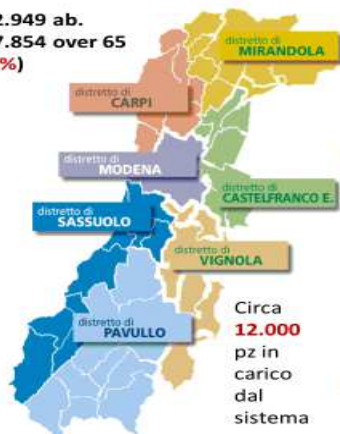 2.949 ab.
7.854 over 65
%)
distretto di
MIRANDOLA
distretto di
CARPI
distretto di
MODENA
distretto di
CASTELFRANCO E.
distretto di
SASSUOLO
distretto di
VIGNOLA
distretto di
PAVULLO
Circa
12.000
pz in
carico
dal
sistema